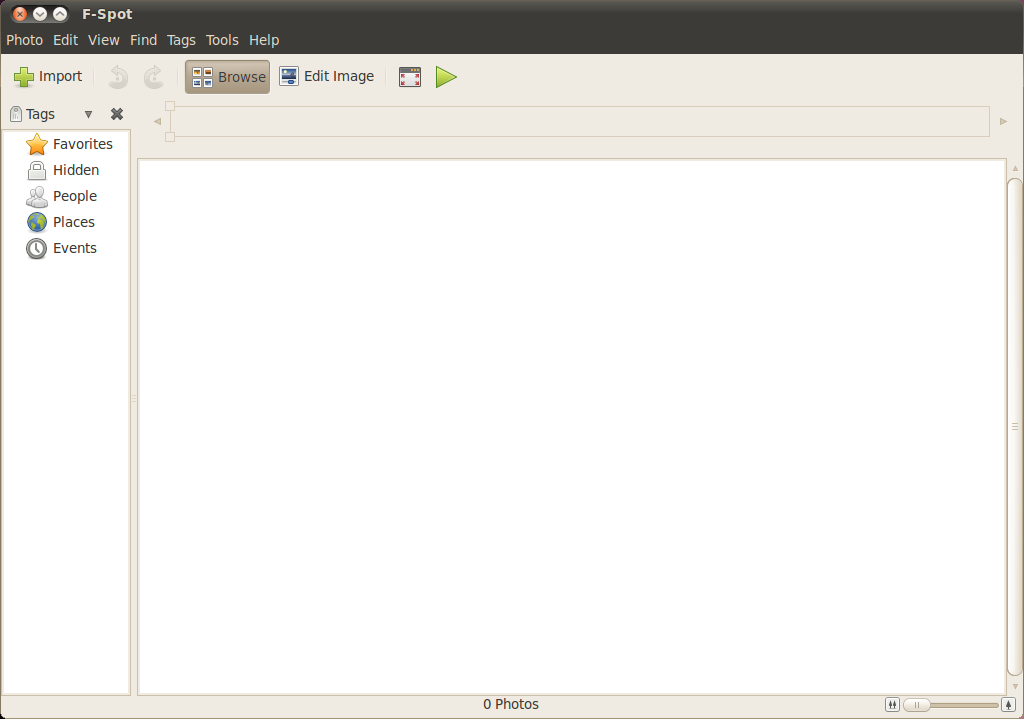 F-Spot
Photo Edit View Find Tags Tools Help
Import Browse Edit Image
Tags
Favorites
Hidden
People
Places
Events
0 Photos